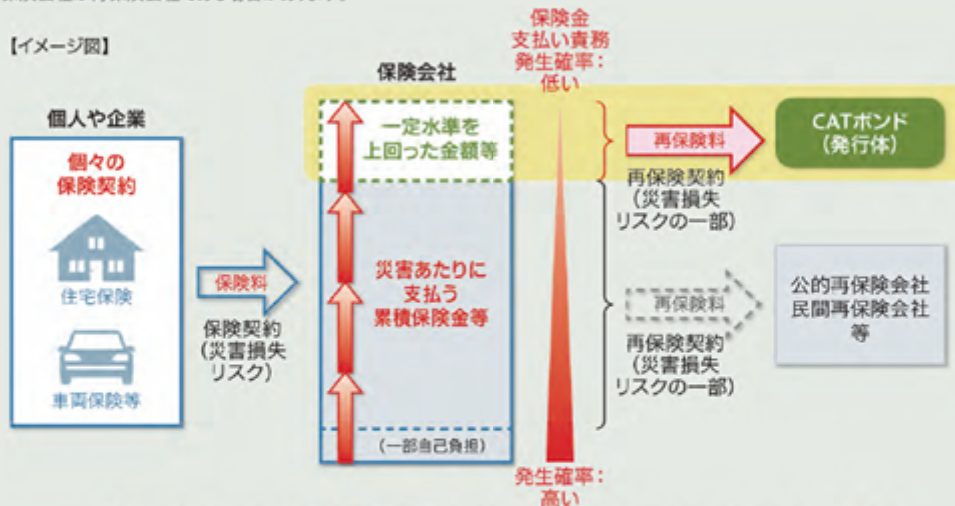 【イメージ図】
個人や企業
個々の
保険契約
住宅保険
車両保険等
保険料
保険契約
（災害損失
リスク）
保険会社
一定水準を
上回った金額等
災害あたりに
支払う
累積保険金等
（一部自己負担）
保険金
支払い責務
発生確率：
低い
発生確率：
高い
再保険料
再保険契約
（災害損失
リスクの一部）
CATボンド
（発行体）
再保険料
再保険契約
（災害損失
リスクの一部）
公的再保険会社
民間再保険会社
等